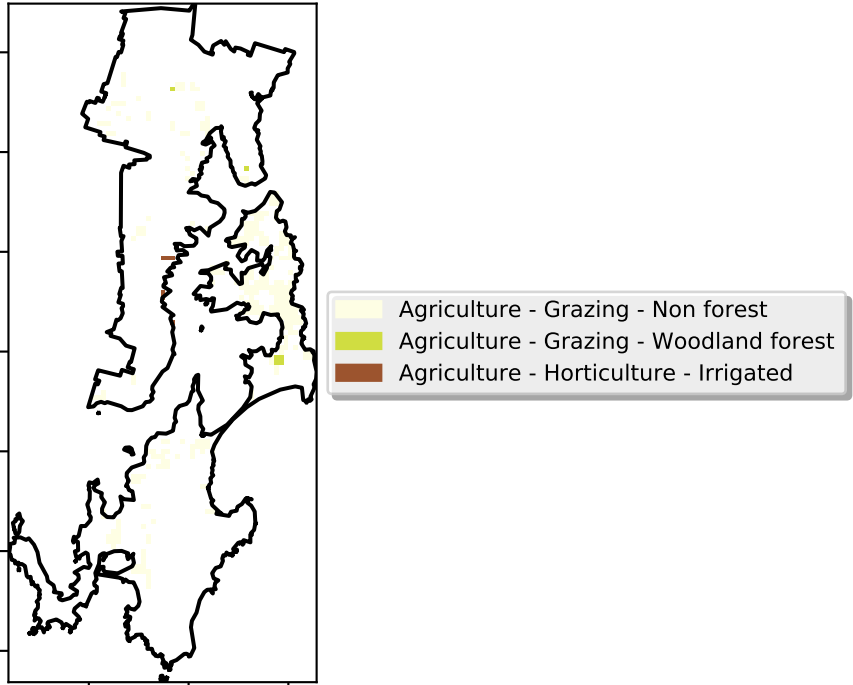 Agriculture - Grazing - Non forest
Agriculture - Grazing - Woodland forest
Agriculture - Horticulture - Irrigated